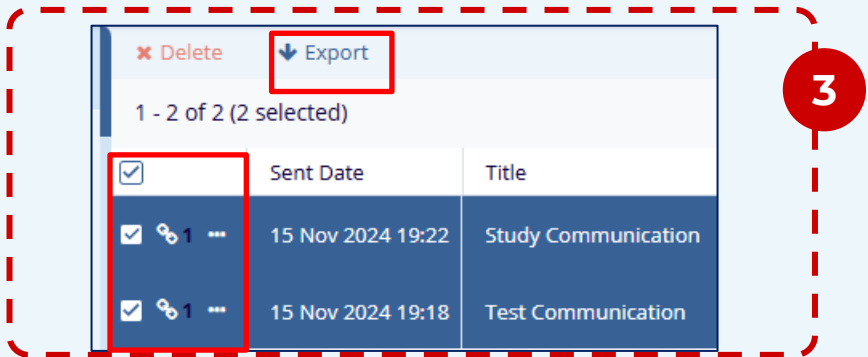 Delete Export
3
1 - 2 of 2 (2 selected)
Sent Date Title
1 15 Nov 2024 19:22 Study Communication
1 15 Nov 2024 19:18 Test Communication